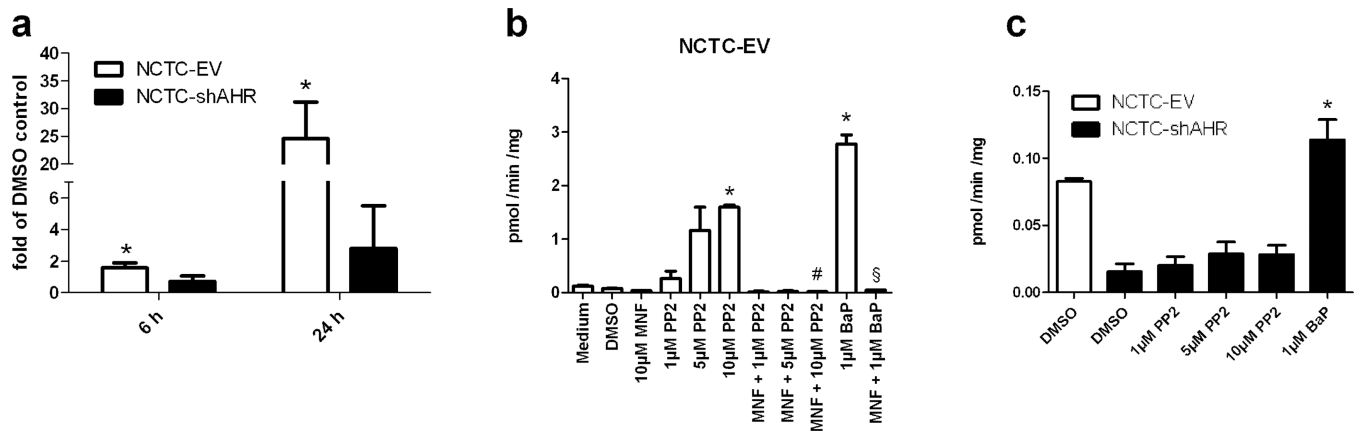 a
fold of DMSO control
40
35
30
25
20
6
4
2
0
NCTC-EV
NCTC-shAHR
*
*
6 h
24 h
b
NCTC-EV
pmol /min /mg
4
3
2
1
0
*
#
*
§
Medium
DMSO
10µM MNF
1µM PP2
5µM PP2
10µM PP2
MNF + 1µM PP2
MNF + 5µM PP2
MNF + 10µM PP2
1µM BaP
MNF + 1µM BaP
c
pmol /min /mg
0.15
0.10
0.05
0.00
NCTC-EV
NCTC-shAHR
*
DMSO
DMSO
1µM PP2
5µM PP2
10µM PP2
1µM BaP